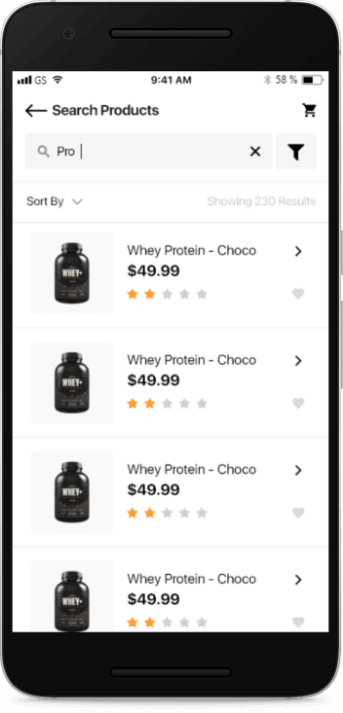 GS 9:41 AM 58 %
Search Products
Pro
Sort By Showing 230 Results
Whey Protein - Choco
$49.99
WHEY+
Whey Protein - Choco
$49.99
WHEY+
Whey Protein - Choco
$49.99
WHEY+
Whey Protein - Choco
$49.99
WHEY+